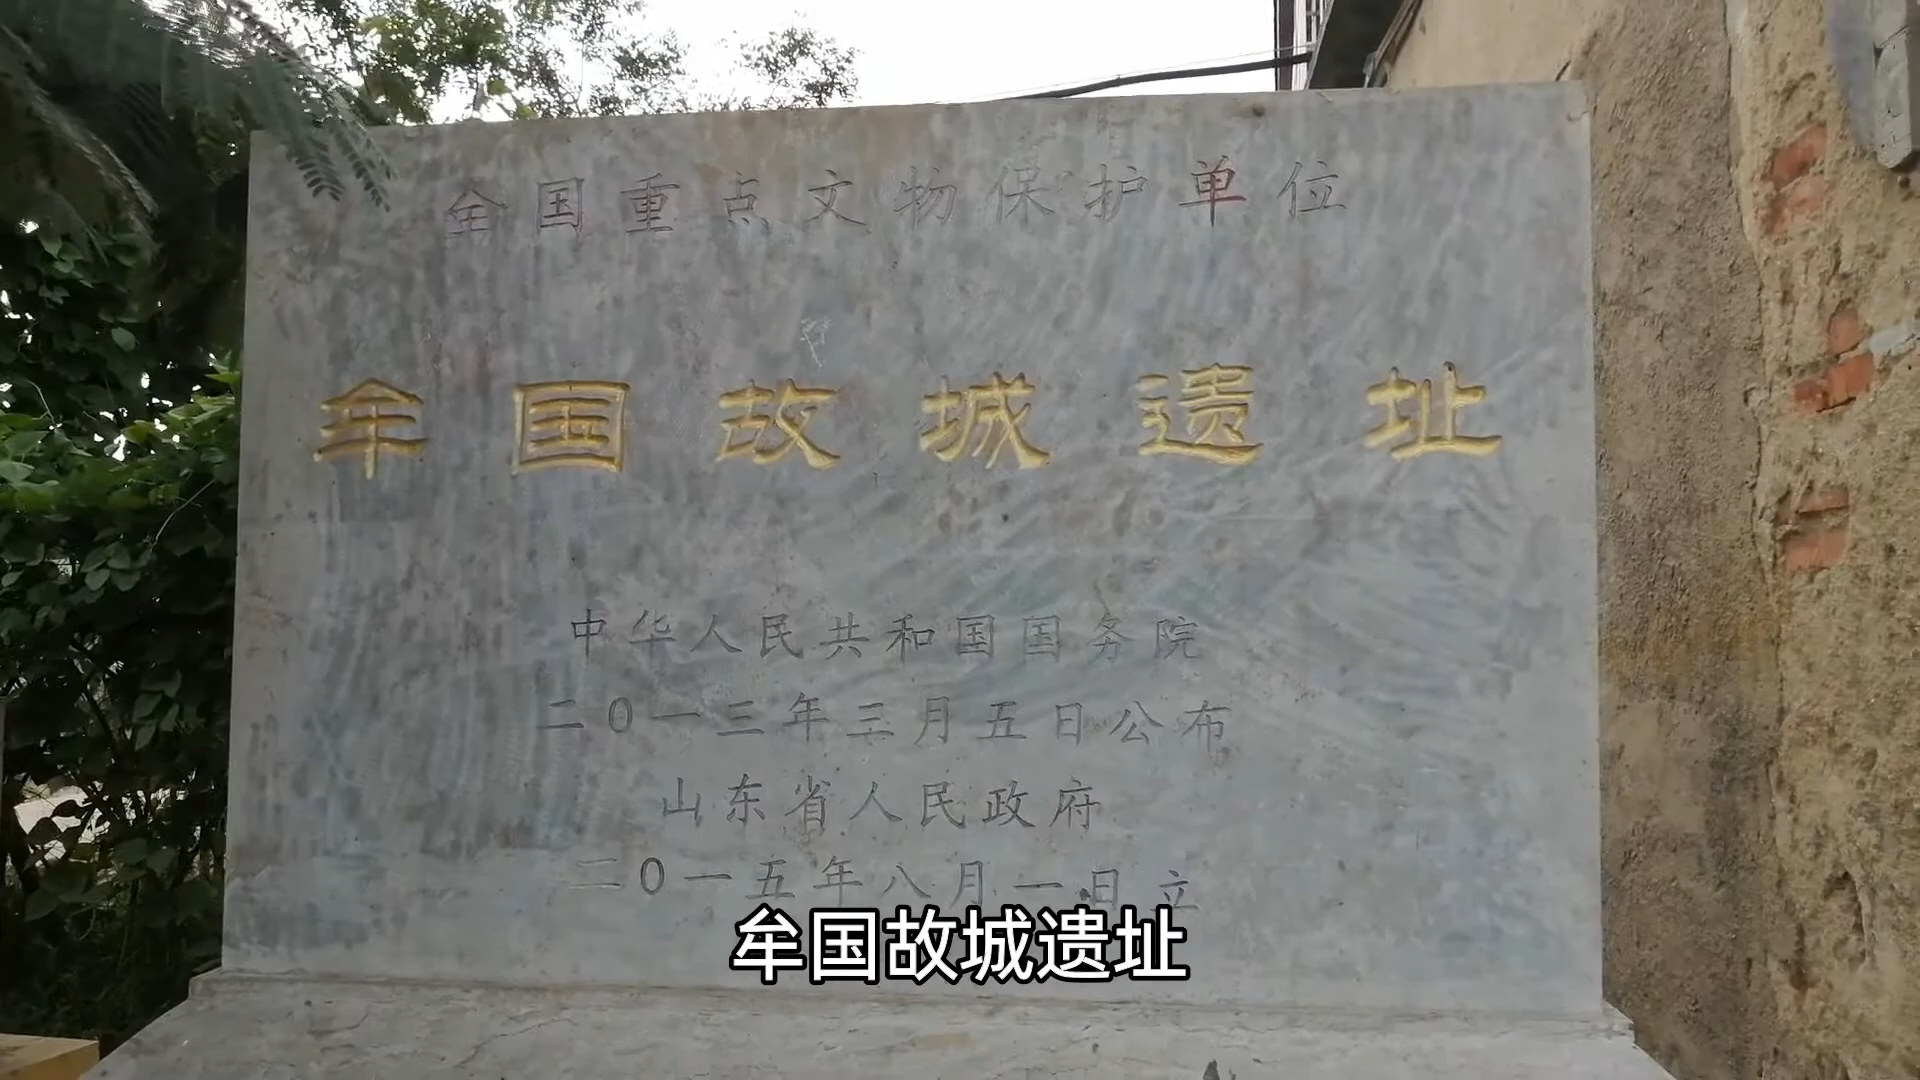 全国重点文物保护单位
牟国故城遗址
中华人民共和国国务院
二〇一三年三月五日公布
山东省人民政府
二〇一五年八月一日立
牟国故城遗址